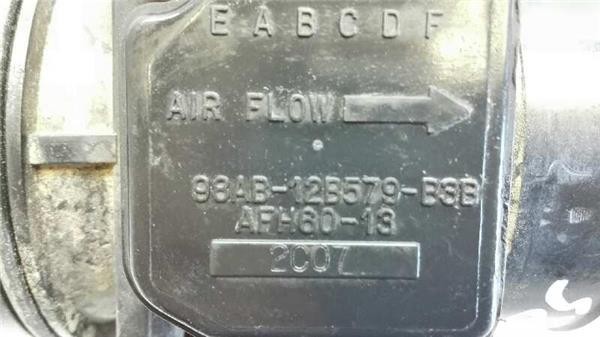 E A B C D F
AIR FLOW
98AB-12B579-B3B
AFH60-13
2C07